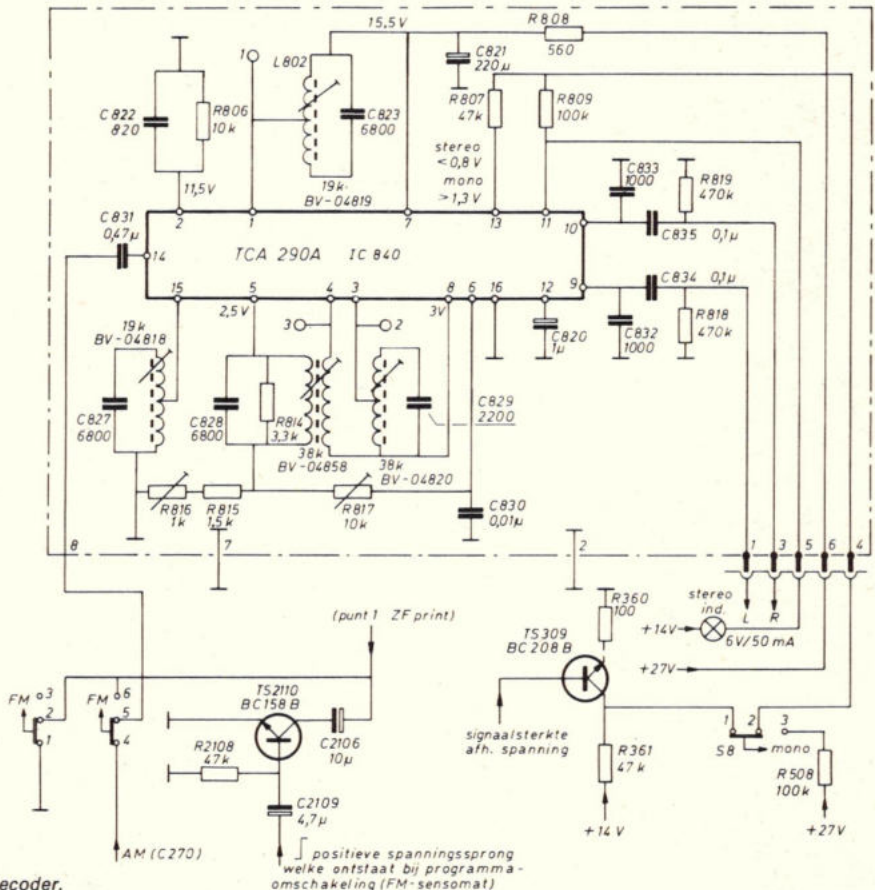 15,5V
R808
560
1
L802
C821
220µ
C822
820
R806
10k
C823
6800
R807
47k
R809
100k
stereo
<0,8 V
mono
>1,3 V
11,5V
19k
BV-04819
C833
1000
R819
470k
C831
0,47µ
2
1
7
13
11
10
C835
0,1µ
14
TCA 290A
IC 840
C834
0,1µ
9
15
5
4
3
8
6
16
12
2,5V
3V
3
2
C820
1µ
C832
1000
R818
470k
19k
BV-04818
C827
6800
C828
6800
R814
3,3k
C829
2200
38k
BV-04858
38k
BV-04820
R816
1k
R815
1,5k
R817
10k
C830
0,01µ
8
7
2
1
3
5
6
4
L
R
stereo
ind.
+14V
6V/50 mA
+27V
R360
100
(punt 1 ZF print)
TS309
BC 208 B
FM
3
2
1
FM
6
5
4
TS2110
BC158 B
C2106
10µ
R2108
47k
signaalsterkte
afh. spanning
1
2
3
S8
mono
R361
47 k
R508
100k
C2109
4,7µ
+14 V
+27V
AM (C270)
positieve spanningssprong
welke ontstaat bij programma-
omschakeling (FM-sensomat)
ecoder.